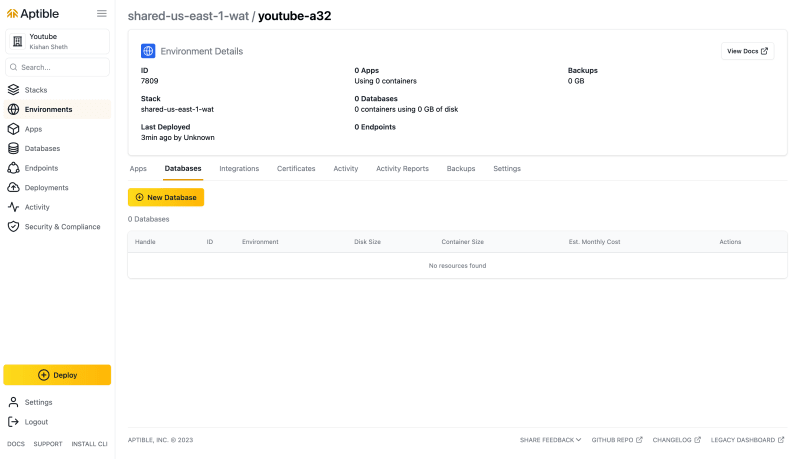 Aptible
Youtube
Kishan Sheth
Search...
Stacks
Environments
Apps
Databases
Endpoints
Deployments
Activity
Security & Compliance
Deploy
Settings
Logout
DOCS SUPPORT INSTALL CLI
shared-us-east-1-wat / youtube-a32
Environment Details
View Docs
ID
7809
0 Apps
Using 0 containers
Backups
0 GB
Stack
shared-us-east-1-wat
0 Databases
0 containers using 0 GB of disk
Last Deployed
3min ago by Unknown
0 Endpoints
Apps Databases Integrations Certificates Activity Activity Reports Backups Settings
New Database
0 Databases
Handle ID Environment Disk Size Container Size Est. Monthly Cost Actions
No resources found
APTIBLE, INC. © 2023
SHARE FEEDBACK GITHUB REPO CHANGELOG LEGACY DASHBOARD